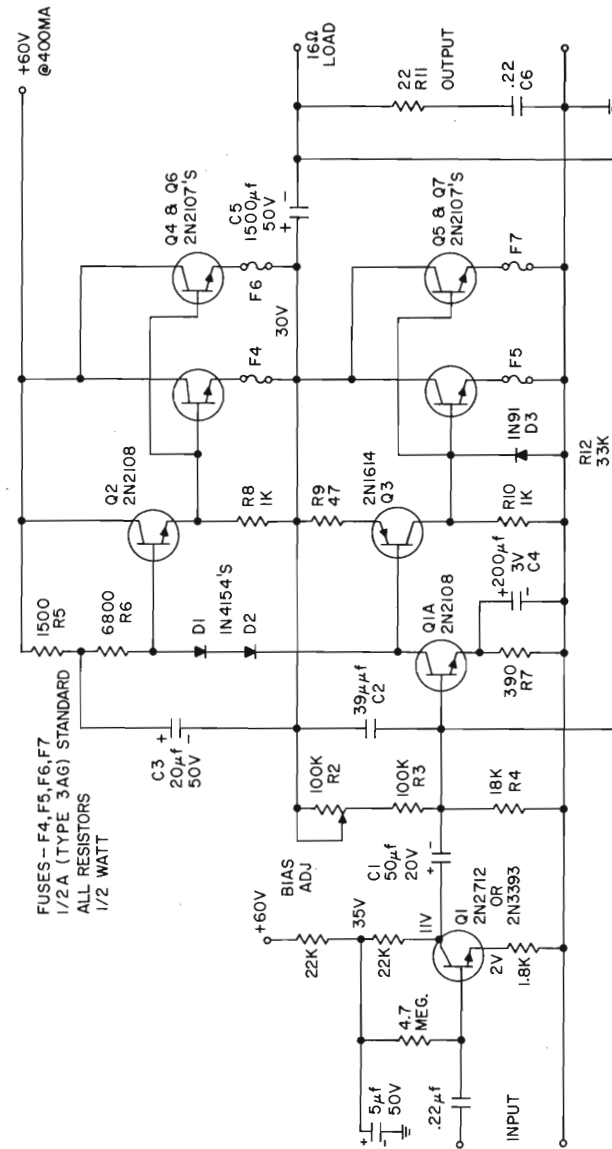 +60V
@400MA
1500
R5
6800
R6
Q2
2N2108
Q4 & Q6
2N2107'S
F4
F6
R8
1K
D1
1N4154'S
D2
C3
20µf
50V
+
-
30V
C5
1500µf
50V
+
-
16Ω
LOAD
22
R11
OUTPUT
.22
C6
R9
47
2N1614
Q3
Q5 & Q7
2N2107'S
F5
F7
1N91
D3
R10
1K
R12
33K
39µµf
C2
Q1A
2N2108
390
R7
+200µf
3V
-
C4
FUSES–F4,F5,F6,F7
1/2A (TYPE 3AG) STANDARD
ALL RESISTORS
1/2 WATT
BIAS
ADJ
100K
R2
100K
R3
18K
R4
+60V
22K
35V
22K
11V
C1
50µf
20V
+
-
Q1
2N2712
OR
2N3393
2V
1.8K
4.7
MEG.
+
-
5µf
50V
.22µf
INPUT